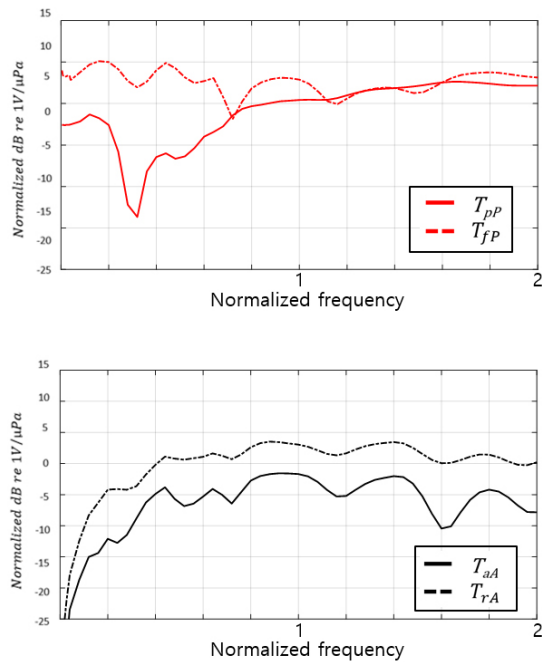 Normalized dB re 1V/μPa
15
10
5
0
-5
-10
-15
-20
-25
1
2
Normalized frequency
T_pP
T_fP
Normalized dB re 1V/μPa
15
10
5
0
-5
-10
-15
-20
-25
1
2
Normalized frequency
T_aA
T_rA